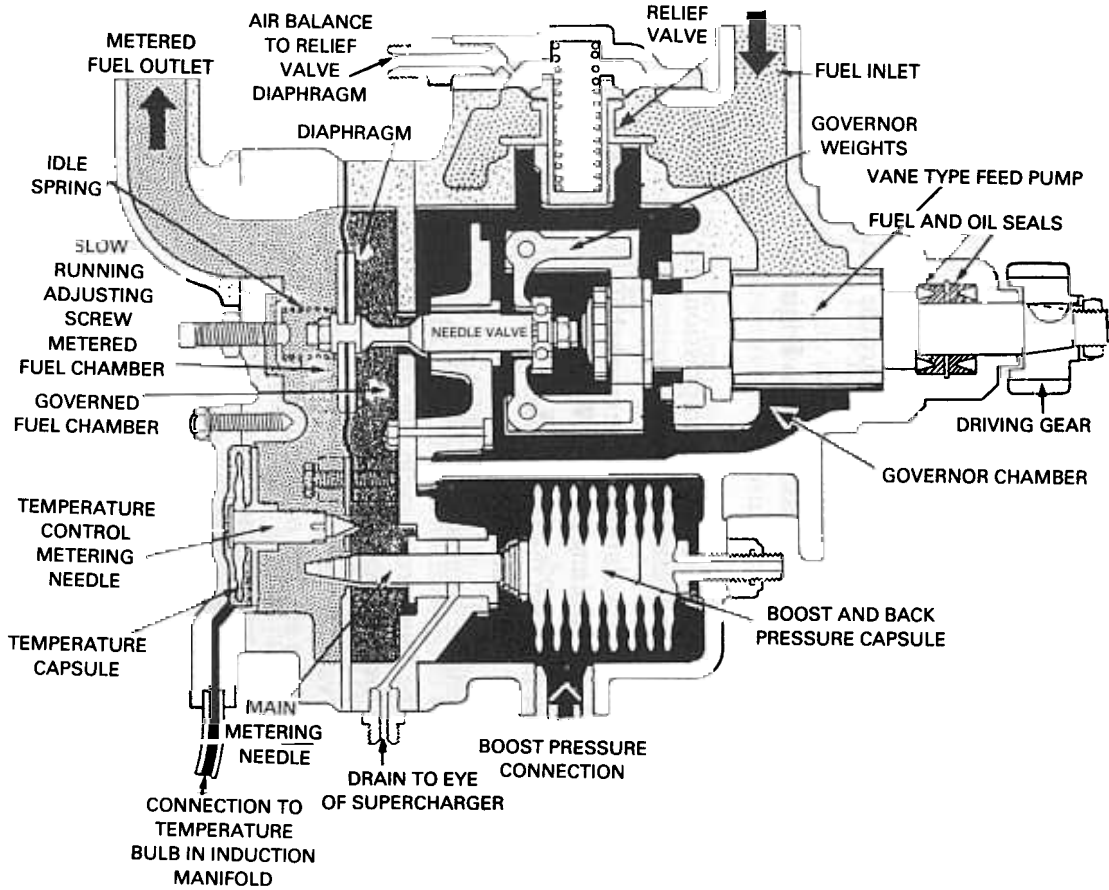 METERED
FUEL OUTLET
AIR BALANCE
TO RELIEF
VALVE
DIAPHRAGM
RELIEF
VALVE
FUEL INLET
DIAPHRAGM
GOVERNOR
WEIGHTS
IDLE
SPRING
VANE TYPE FEED PUMP
FUEL AND OIL SEALS
SLOW
RUNNING
ADJUSTING
SCREW
METERED
FUEL CHAMBER
NEEDLE VALVE
GOVERNED
FUEL CHAMBER
DRIVING GEAR
GOVERNOR CHAMBER
TEMPERATURE
CONTROL
METERING
NEEDLE
BOOST AND BACK
PRESSURE CAPSULE
TEMPERATURE
CAPSULE
MAIN
METERING
NEEDLE
BOOST PRESSURE
CONNECTION
DRAIN TO EYE
OF SUPERCHARGER
CONNECTION TO
TEMPERATURE
BULB IN INDUCTION
MANIFOLD